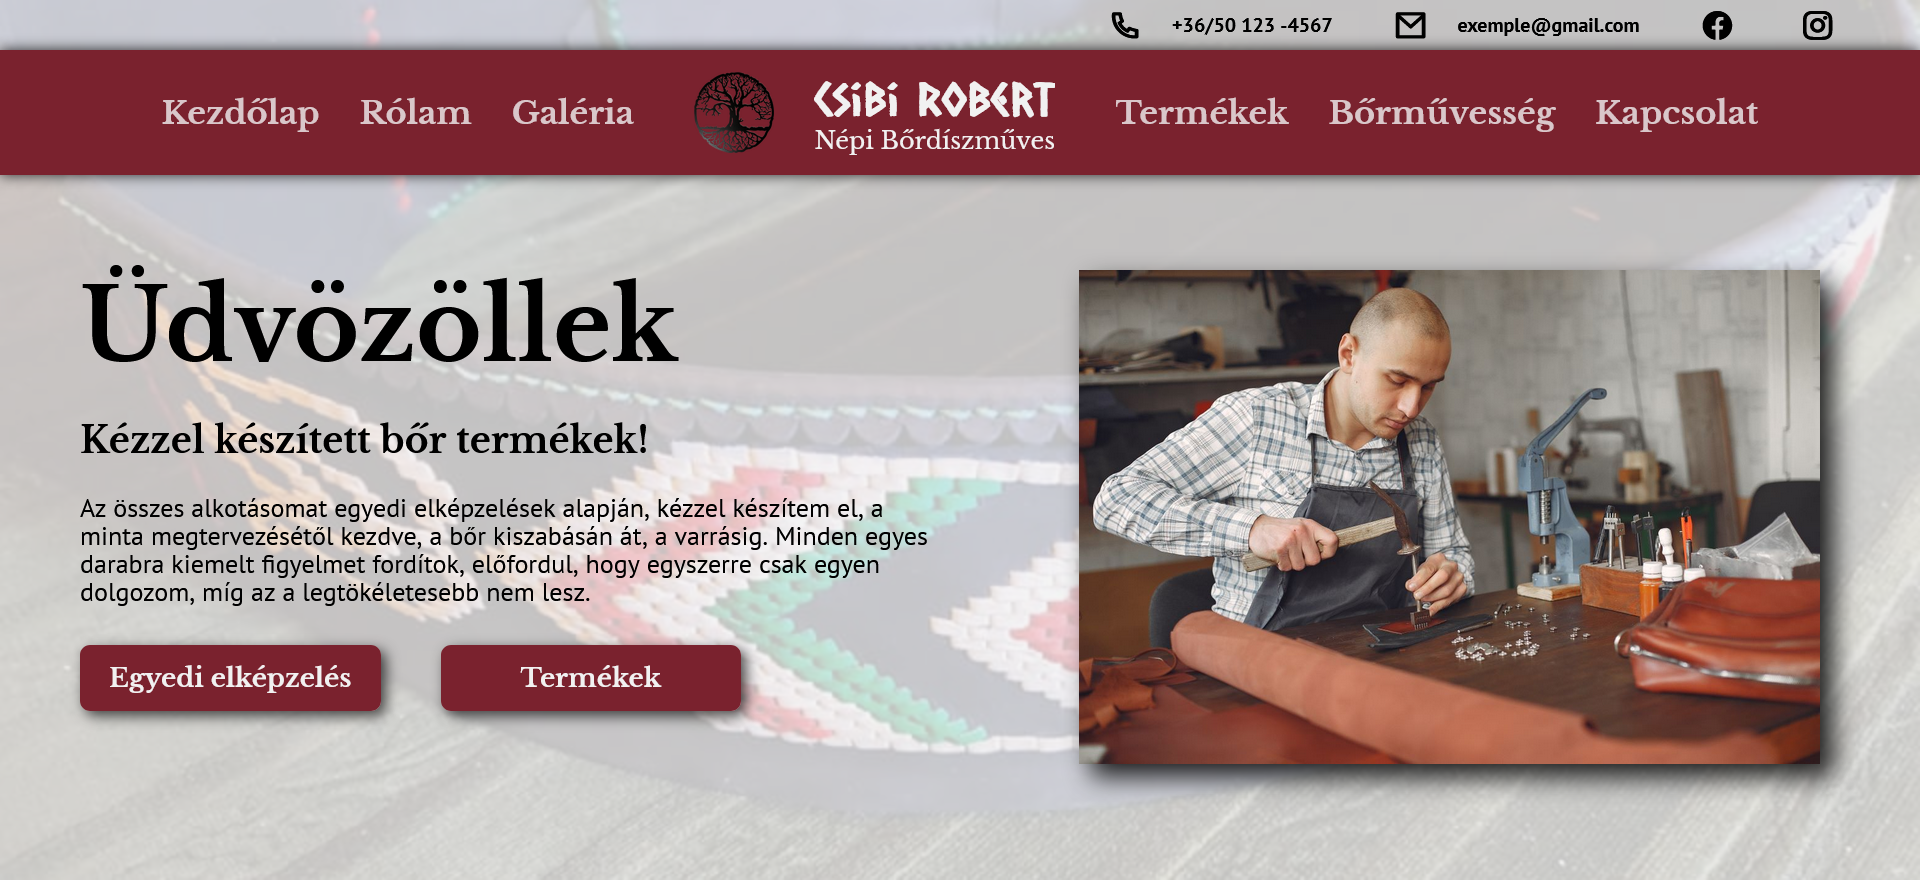 +36/50 123 -4567 exemple@gmail.com
Kezdőlap Rólam Galéria CSiBi ROBERT Termékek Bőrművesség Kapcsolat
Népi Bőrdíszműves
Üdvözöllek
Kézzel készített bőr termékek!
Az összes alkotásomat egyedi elképzelések alapján, kézzel készítem el, a
minta megtervezésétől kezdve, a bőr kiszabásán át, a varrásig. Minden egyes
darabra kiemelt figyelmet fordítok, előfordul, hogy egyszerre csak egyen
dolgozom, míg az a legtökéletesebb nem lesz.
Egyedi elképzelés Termékek